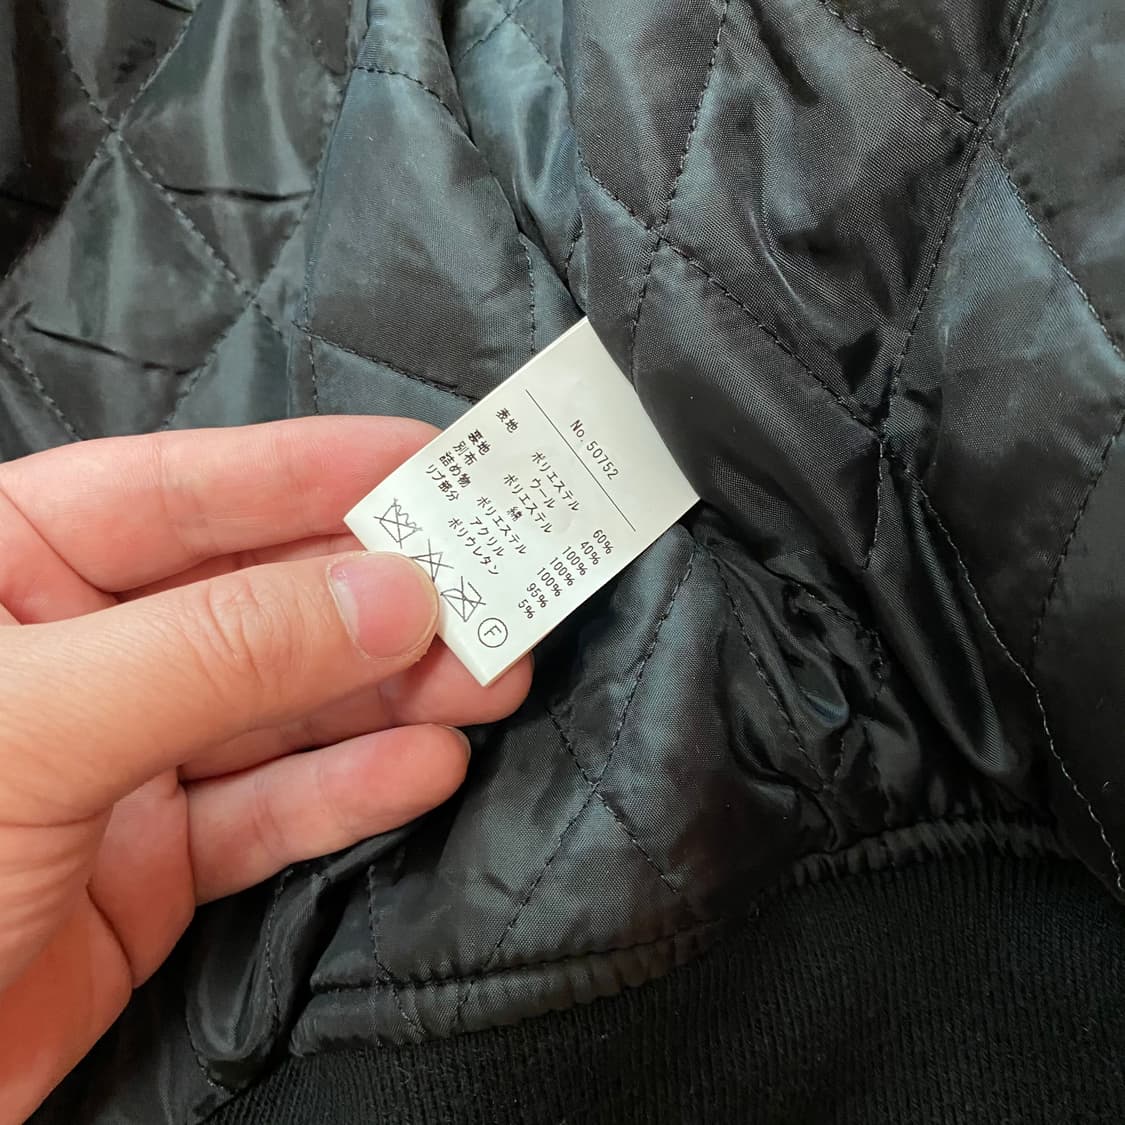 No. 50752
表地 ポリエステル 60%
ウール 40%
裏地 ポリエステル 100%
別布 綿 100%
詰め物 ポリエステル 100%
リブ部分 アクリル 95%
ポリウレタン 5%
F